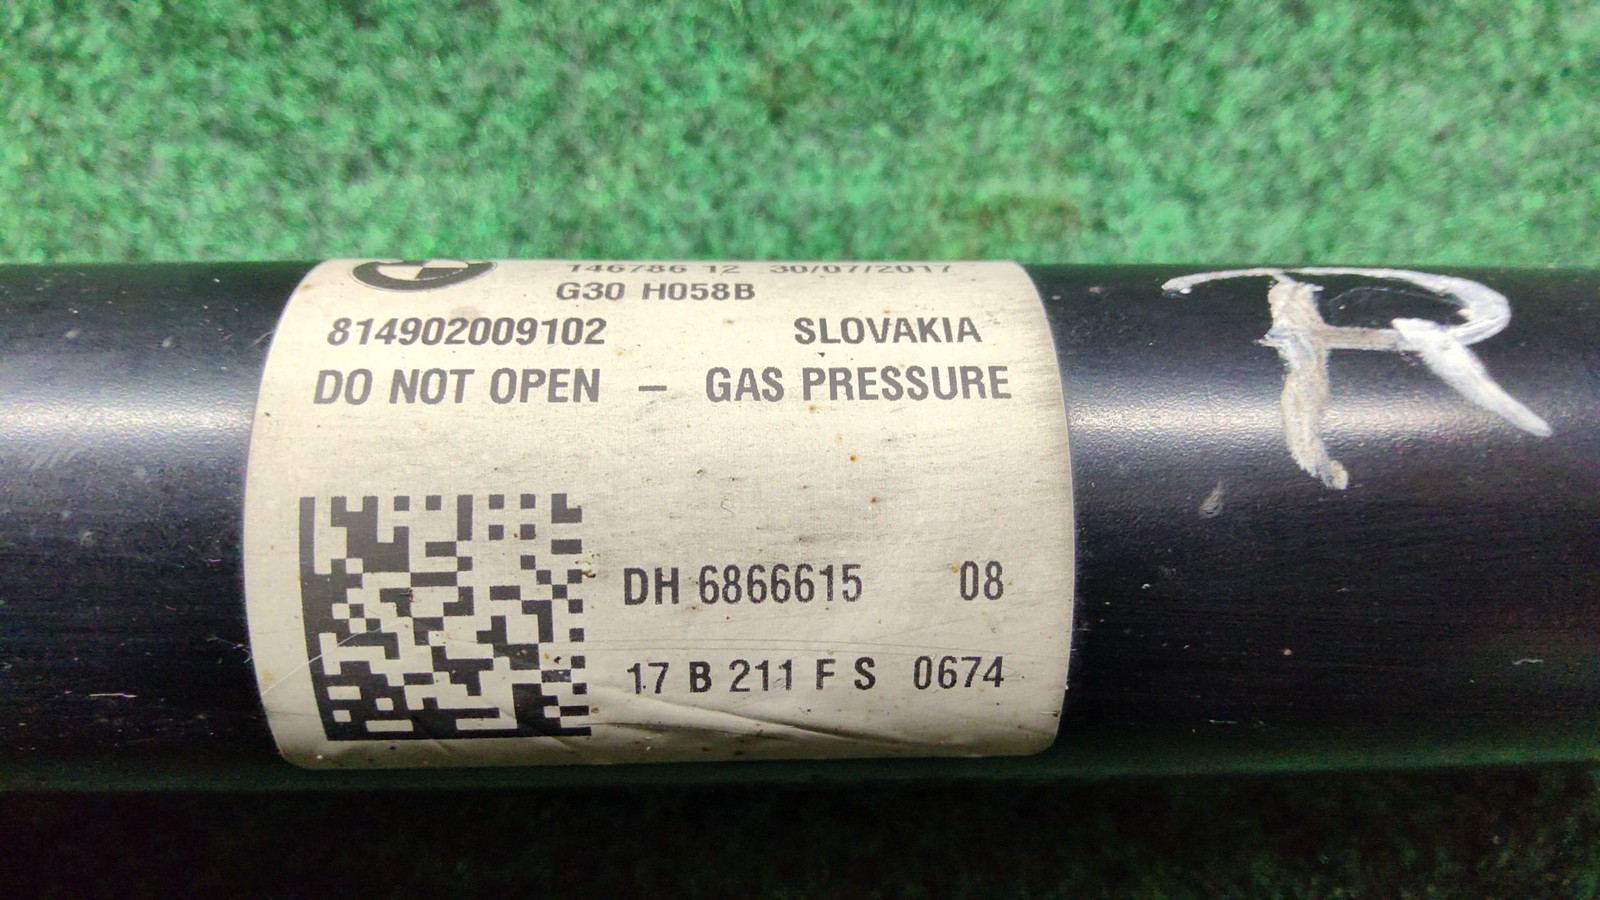 146786 12 30/07/2017
G30 H058B
814902009102 SLOVAKIA
DO NOT OPEN – GAS PRESSURE
DH 6866615 08
17 B 211 F S 0674
R